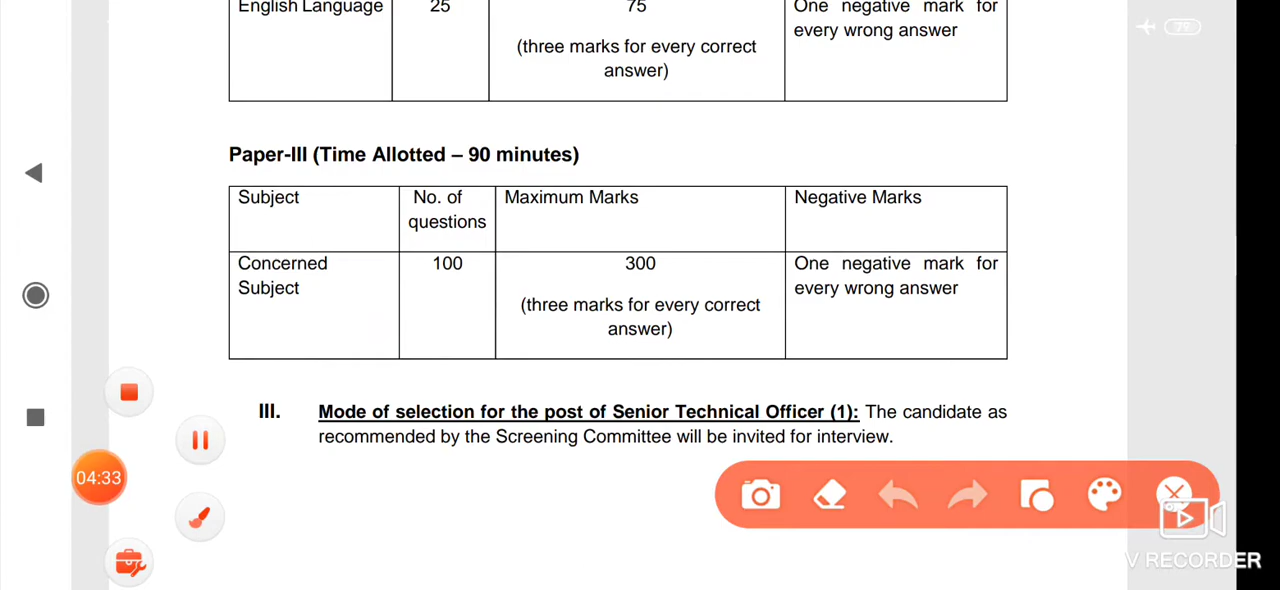 English Language 25 75 One negative mark for
every wrong answer
(three marks for every correct
answer)
79
Paper-III (Time Allotted – 90 minutes)
Subject No. of Maximum Marks Negative Marks
questions
Concerned 100 300 One negative mark for
Subject every wrong answer
(three marks for every correct
answer)
III. Mode of selection for the post of Senior Technical Officer (1): The candidate as
recommended by the Screening Committee will be invited for interview.
04:33
V RECORDER